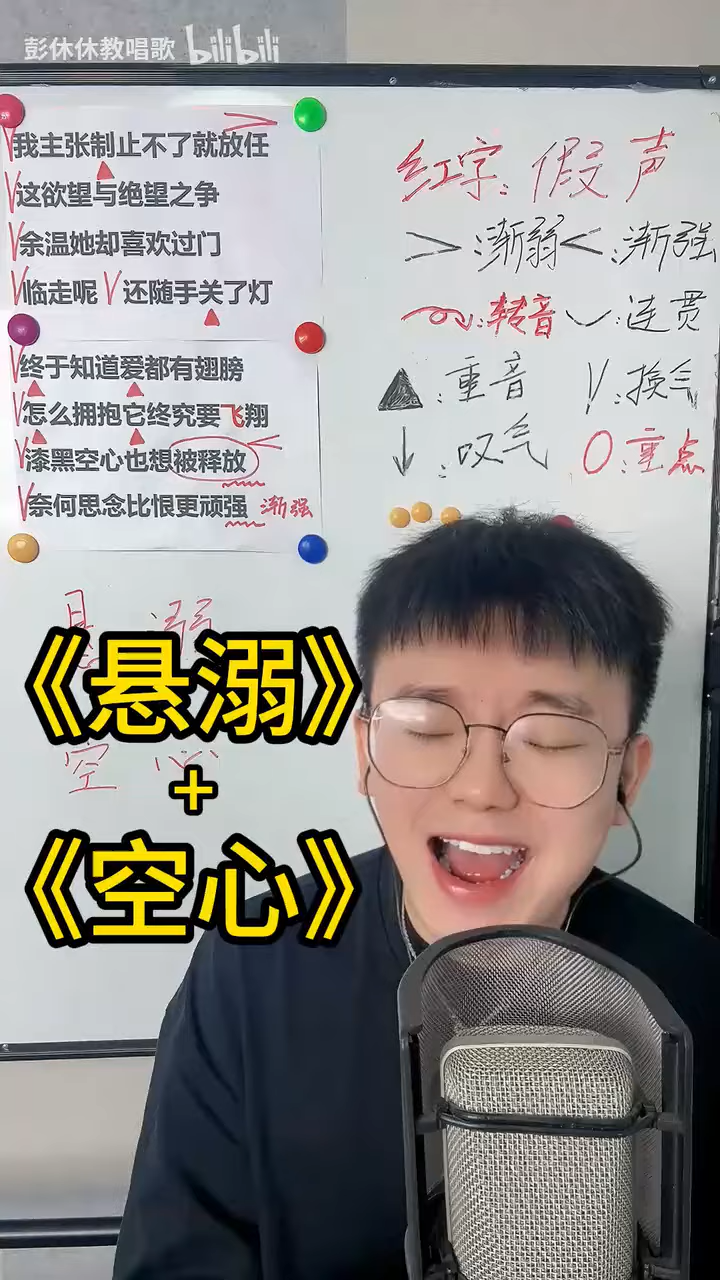 彭休休教唱歌 bilibili
我主张制止不了就放任
这欲望与绝望之争
余温她却喜欢过门
临走呢 V 还随手关了灯
终于知道爱都有翅膀
怎么拥抱它终究要飞翔
漆黑空心也想被释放
奈何思念比恨更顽强 渐强
红字:假声
>:渐弱 <:渐强
:转音 :连贯
▲:重音 V:换气
↓:叹气 O:重点
悬溺
空心
《悬溺》
+
《空心》